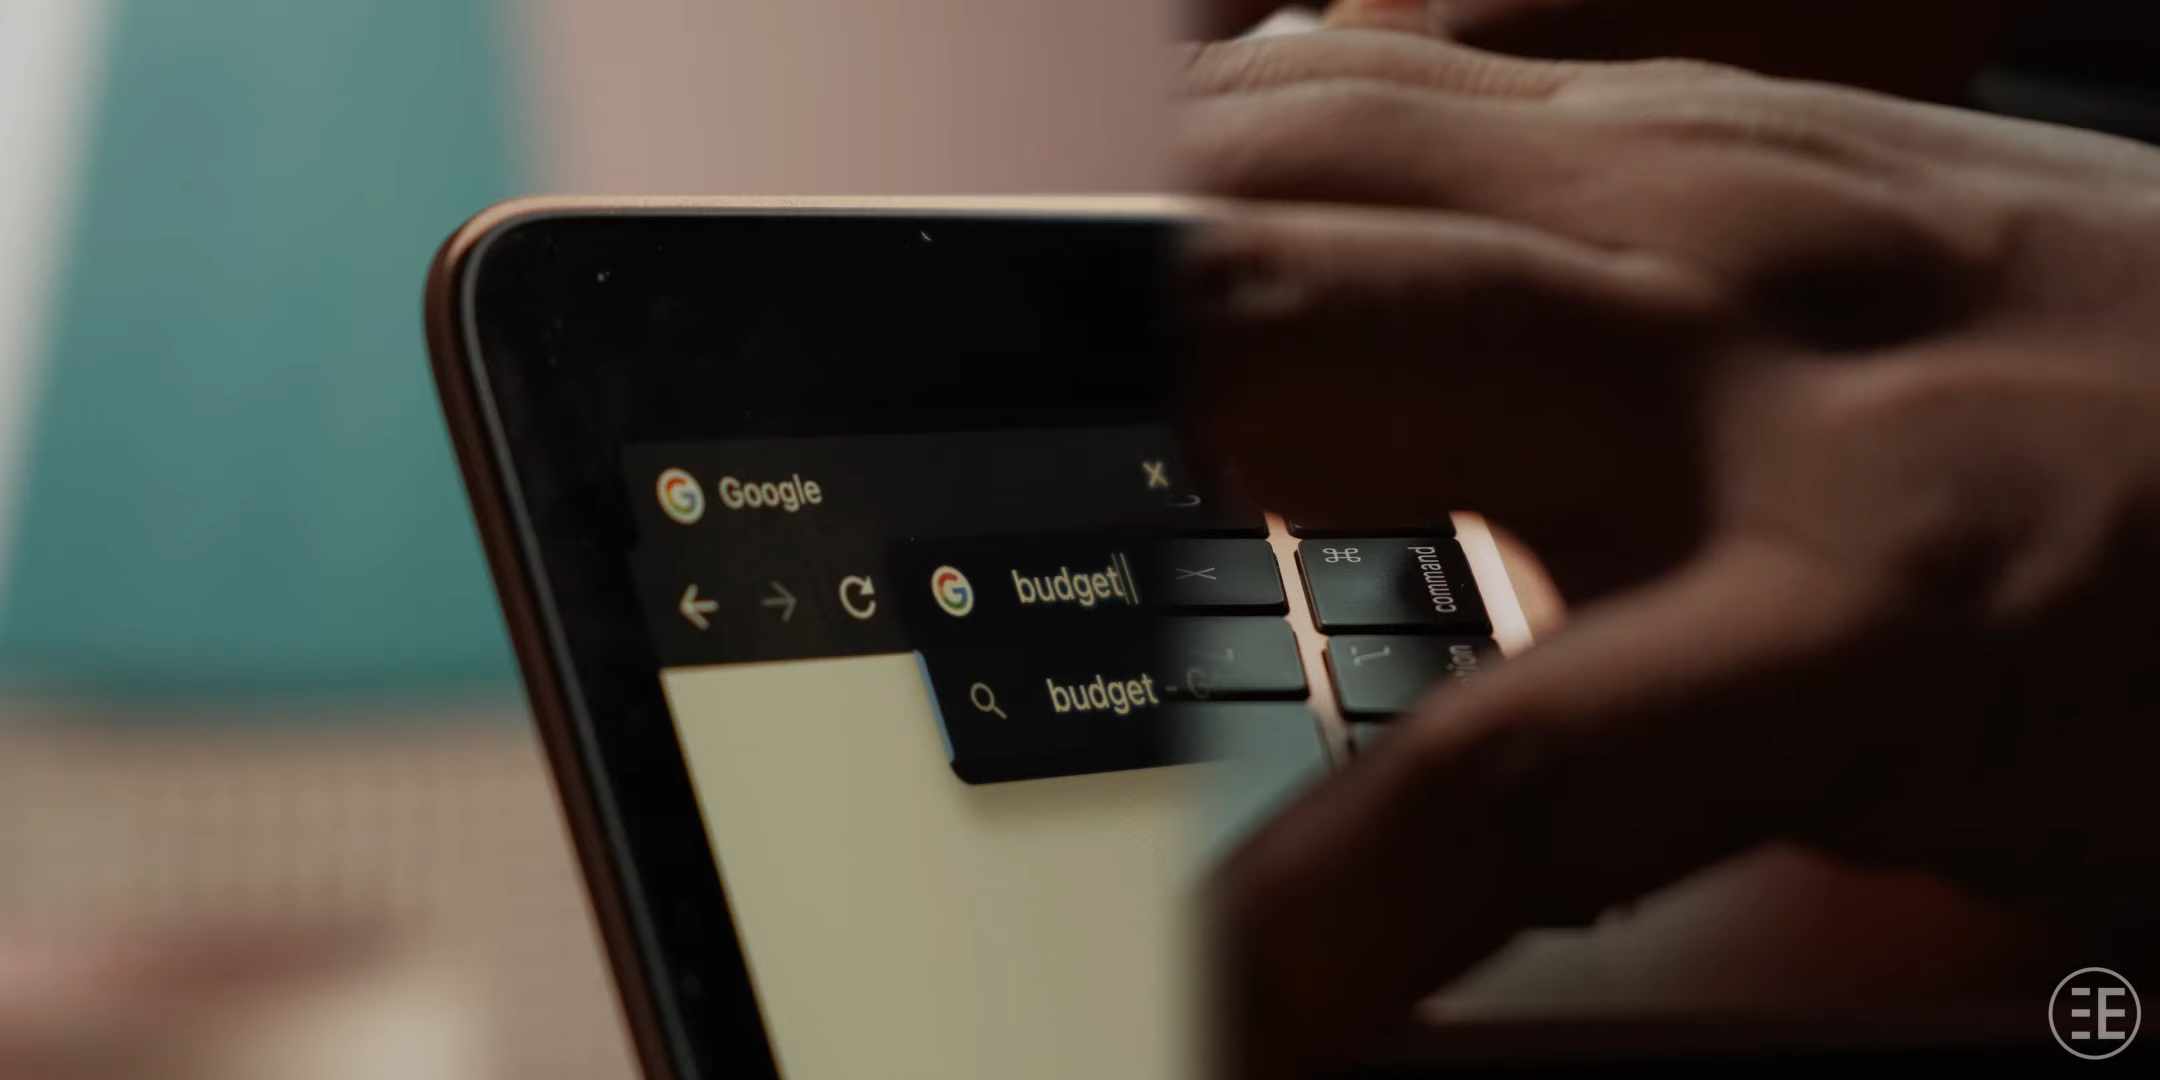 Google
budget
budget -
X
⌘
command